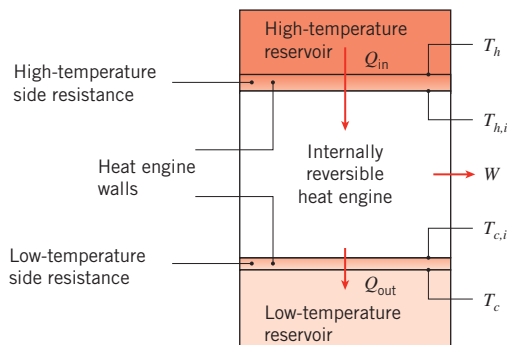 High-temperature
reservoir
Q_in
T_h
High-temperature
side resistance
T_h,i
Heat engine
walls
Internally
reversible
heat engine
W
T_c,i
Low-temperature
side resistance
Q_out
T_c
Low-temperature
reservoir